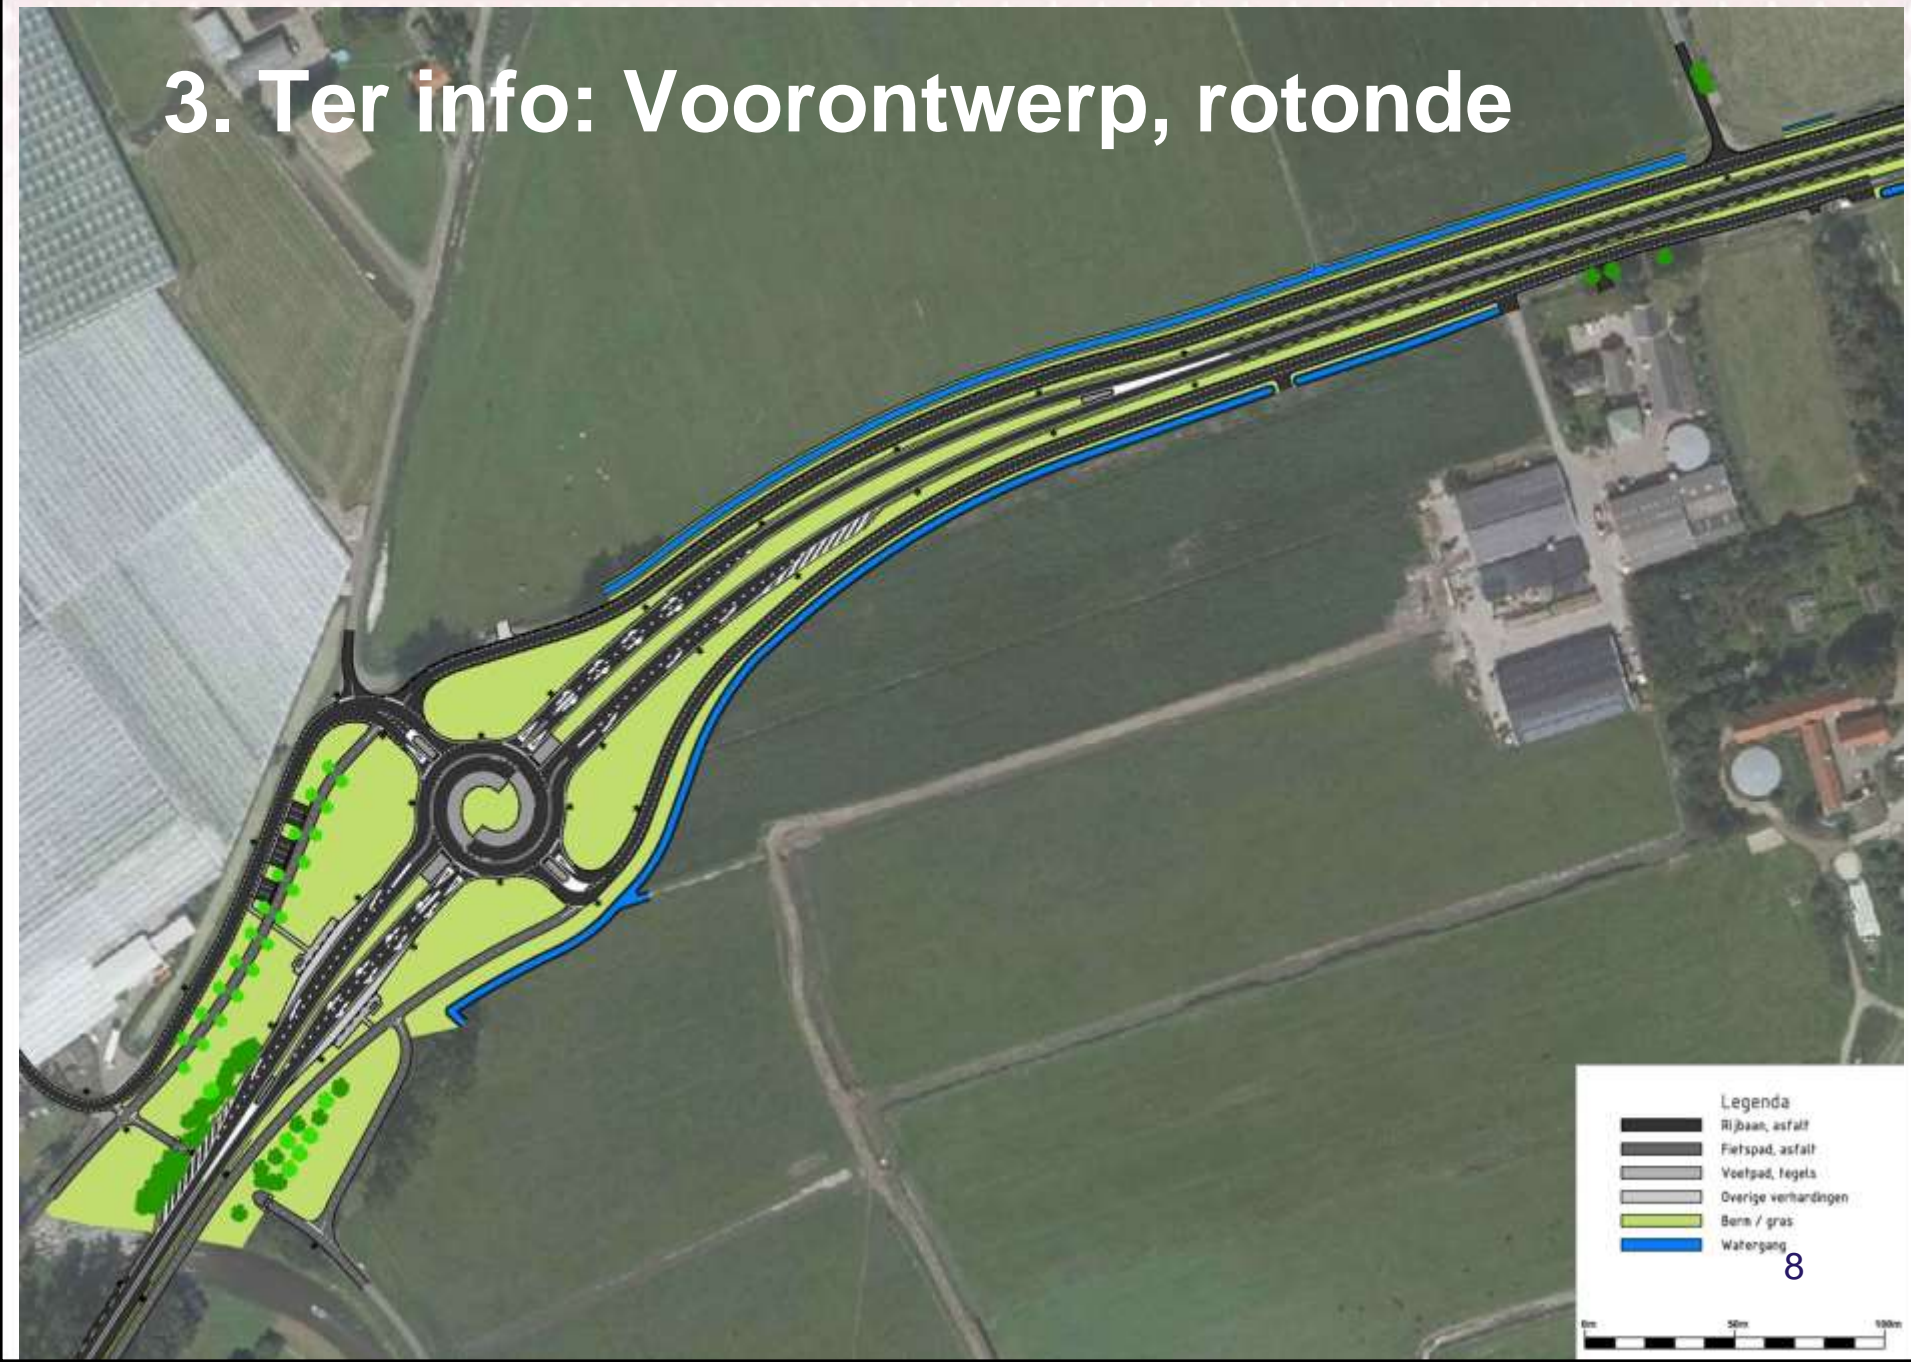 3. Ter info: Voorontwerp, rotonde
Legenda
Rijbaan, asfalt
Fietspad, asfalt
Voetpad, tegels
Overige verhardingen
Berm / gras
Watergang
8
0m 50m 100m